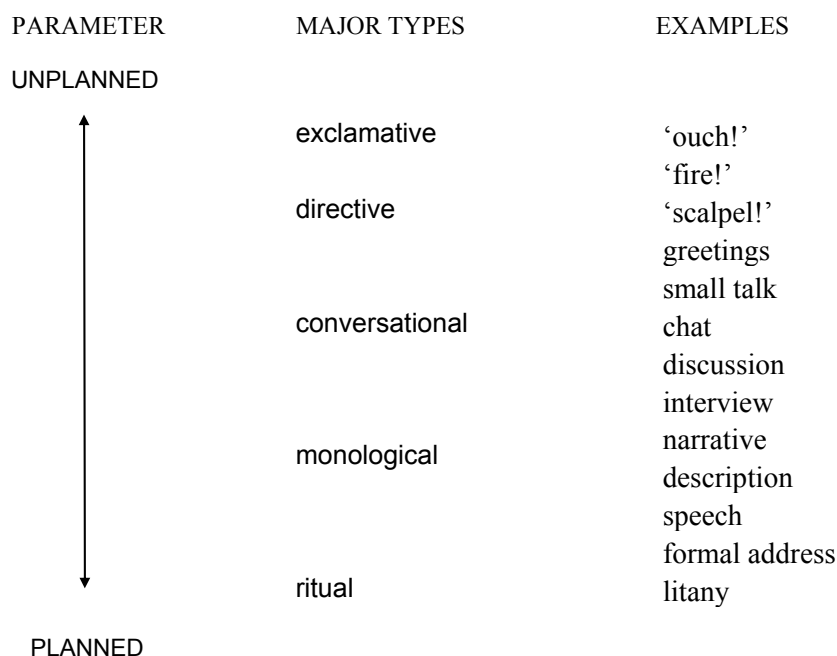 PARAMETER MAJOR TYPES EXAMPLES
UNPLANNED
exclamative ‘ouch!’
‘fire!’
directive ‘scalpel!’
greetings
small talk
conversational chat
discussion
interview
narrative
monological
description
speech
formal address
ritual litany
PLANNED